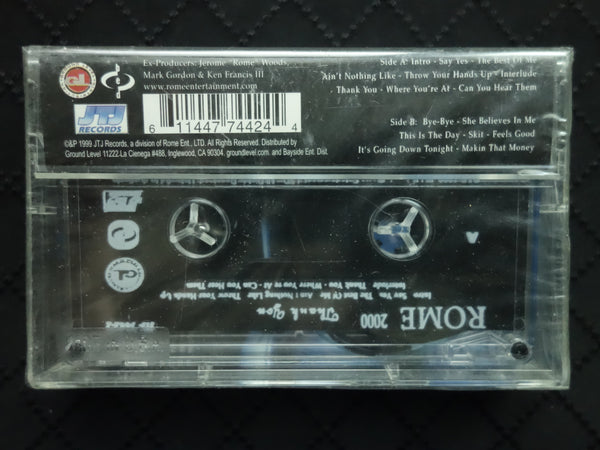 Ex-Producers: Jerome "Rome" Woods,
Mark Gordon & Ken Francis III
www.romeentertainment.com
GL
JTJ
RECORDS
6 11447 74424 4
©&P 1999 JTJ Records, a division of Rome Ent., LTD. All Rights Reserved. Distributed by
Ground Level 11222 La Cienega #488, Inglewood, CA 90304, groundlevel.com. and Bayside Ent. Dist.
Side A: Intro - Say Yes - The Best Of Me
Ain't Nothing Like - Throw Your Hands Up - Interlude
Thank You - Where You're At - Can You Hear Them
Side B: Bye-Bye - She Believes In Me
This Is The Day - Skit - Feels Good
It's Going Down Tonight - Makin That Money
A
ROME 2000
Thank You
Intro Say Yes - The Best Of Me - Ain't Nothing Like - Throw Your Hands Up
Interlude - Thank You - Where You're At - Can You Hear Them
JTJ
GL